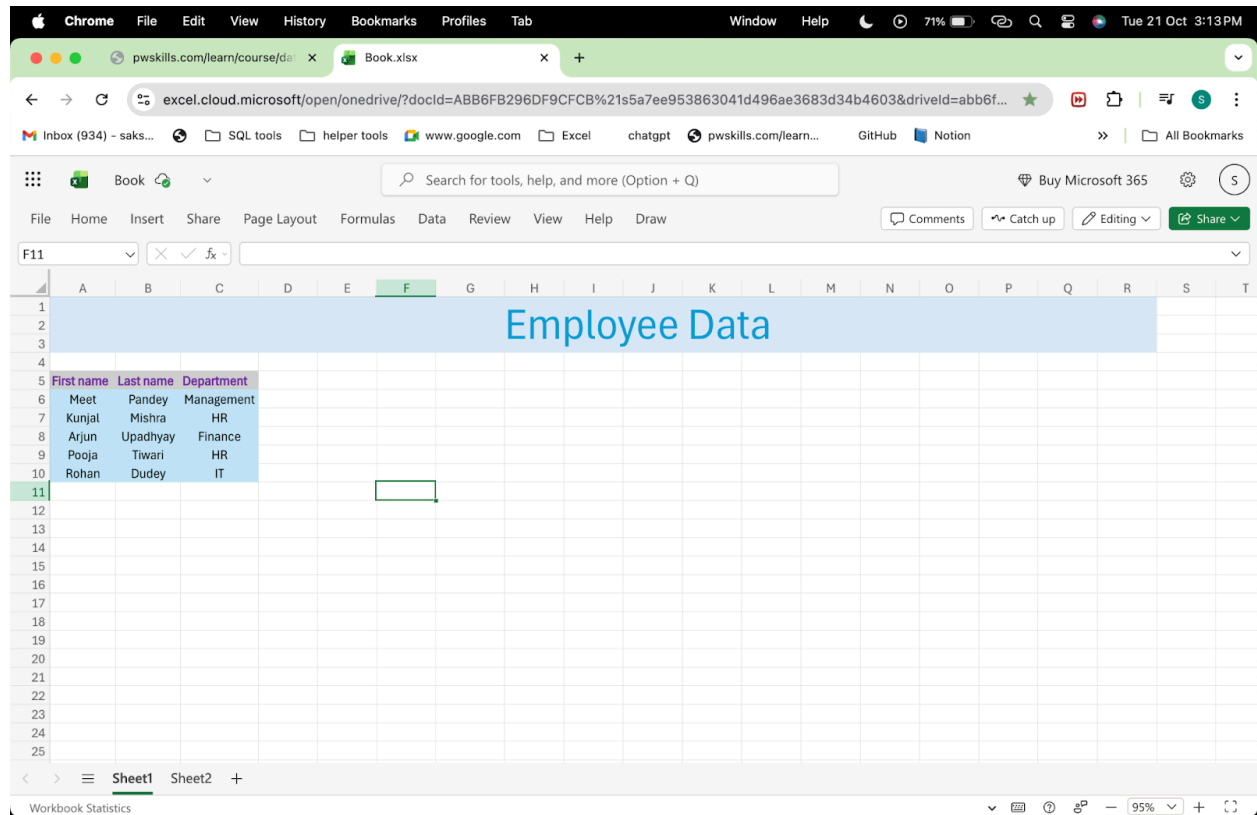 Chrome File Edit View History Bookmarks Profiles Tab Window Help 71% Tue 21 Oct 3:13 PM
pwskills.com/learn/course/da Book.xlsx
excel.cloud.microsoft/open/onedrive/?docId=ABB6FB296DF9CFCB%21s5a7ee953863041d496ae3683d34b4603&driveId=abb6f... S
Inbox (934) - saks... SQL tools helper tools www.google.com Excel chatgpt pwskills.com/learn... GitHub Notion » All Bookmarks
Book Search for tools, help, and more (Option + Q) Buy Microsoft 365 S
File Home Insert Share Page Layout Formulas Data Review View Help Draw Comments Catch up Editing Share
F11 fx
A B C D E F G H I J K L M N O P Q R S T
1
2 Employee Data
3
4
5 First name Last name Department
6 Meet Pandey Management
7 Kunjal Mishra HR
8 Arjun Upadhyay Finance
9 Pooja Tiwari HR
10 Rohan Dudey IT
11
12
13
14
15
16
17
18
19
20
21
22
23
24
25
Sheet1 Sheet2 +
Workbook Statistics 95%